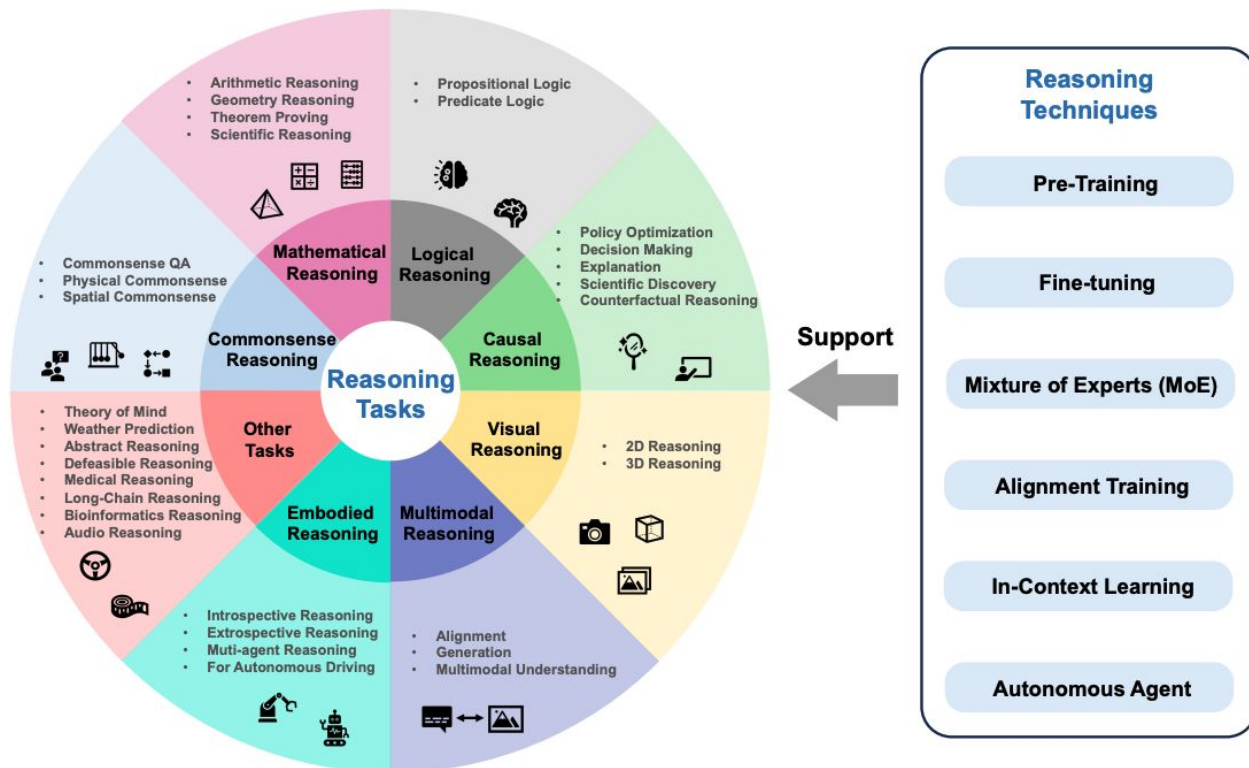 • Arithmetic Reasoning
• Geometry Reasoning
• Theorem Proving
• Scientific Reasoning
Mathematical
Reasoning
• Propositional Logic
• Predicate Logic
Logical
Reasoning
• Policy Optimization
• Decision Making
• Explanation
• Scientific Discovery
• Counterfactual Reasoning
Causal
Reasoning
• 2D Reasoning
• 3D Reasoning
Visual
Reasoning
• Alignment
• Generation
• Multimodal Understanding
Multimodal
Reasoning
• Introspective Reasoning
• Extrospective Reasoning
• Muti-agent Reasoning
• For Autonomous Driving
Embodied
Reasoning
• Theory of Mind
• Weather Prediction
• Abstract Reasoning
• Defeasible Reasoning
• Medical Reasoning
• Long-Chain Reasoning
• Bioinformatics Reasoning
• Audio Reasoning
Other
Tasks
• Commonsense QA
• Physical Commonsense
• Spatial Commonsense
Commonsense
Reasoning
Reasoning
Tasks
Support
Reasoning
Techniques
Pre-Training
Fine-tuning
Mixture of Experts (MoE)
Alignment Training
In-Context Learning
Autonomous Agent